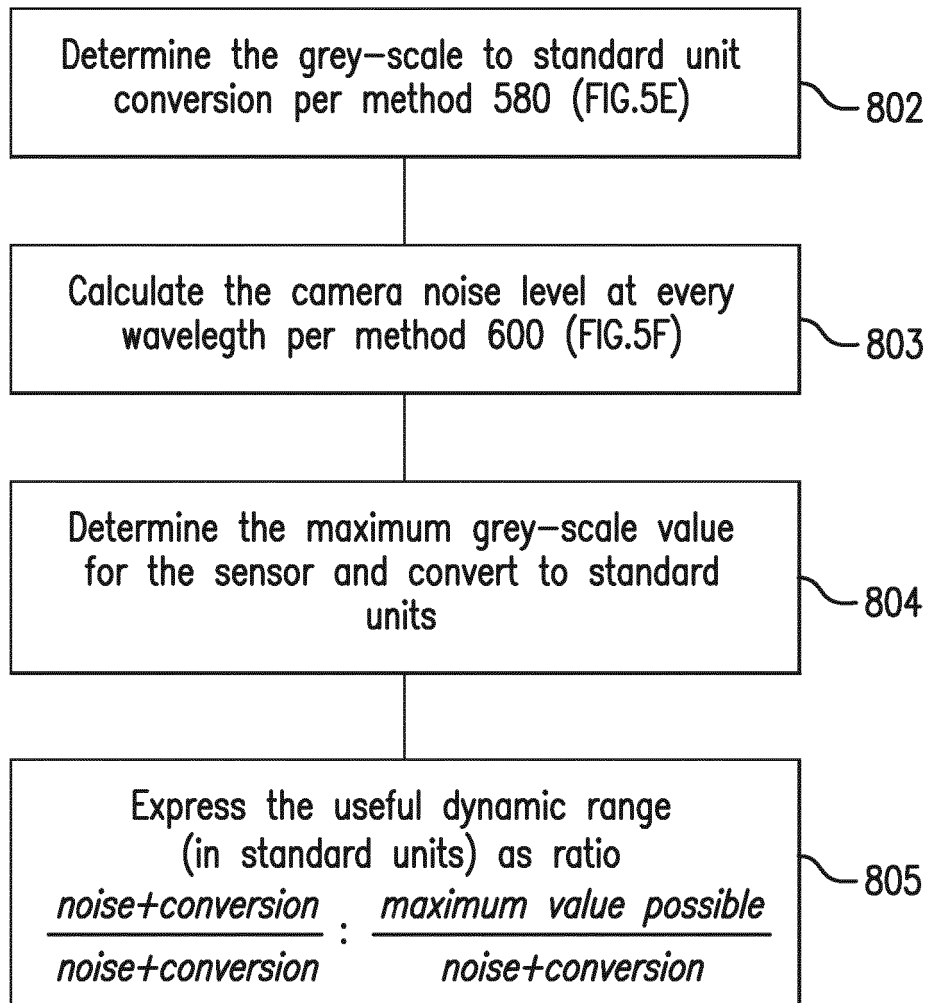 Determine the grey-scale to standard unit
conversion per method 580 (FIG.5E)
802
Calculate the camera noise level at every
wavelegth per method 600 (FIG.5F)
803
Determine the maximum grey-scale value
for the sensor and convert to standard
units
804
Express the useful dynamic range
(in standard units) as ratio
noise+conversion : maximum value possible
noise+conversion noise+conversion
805